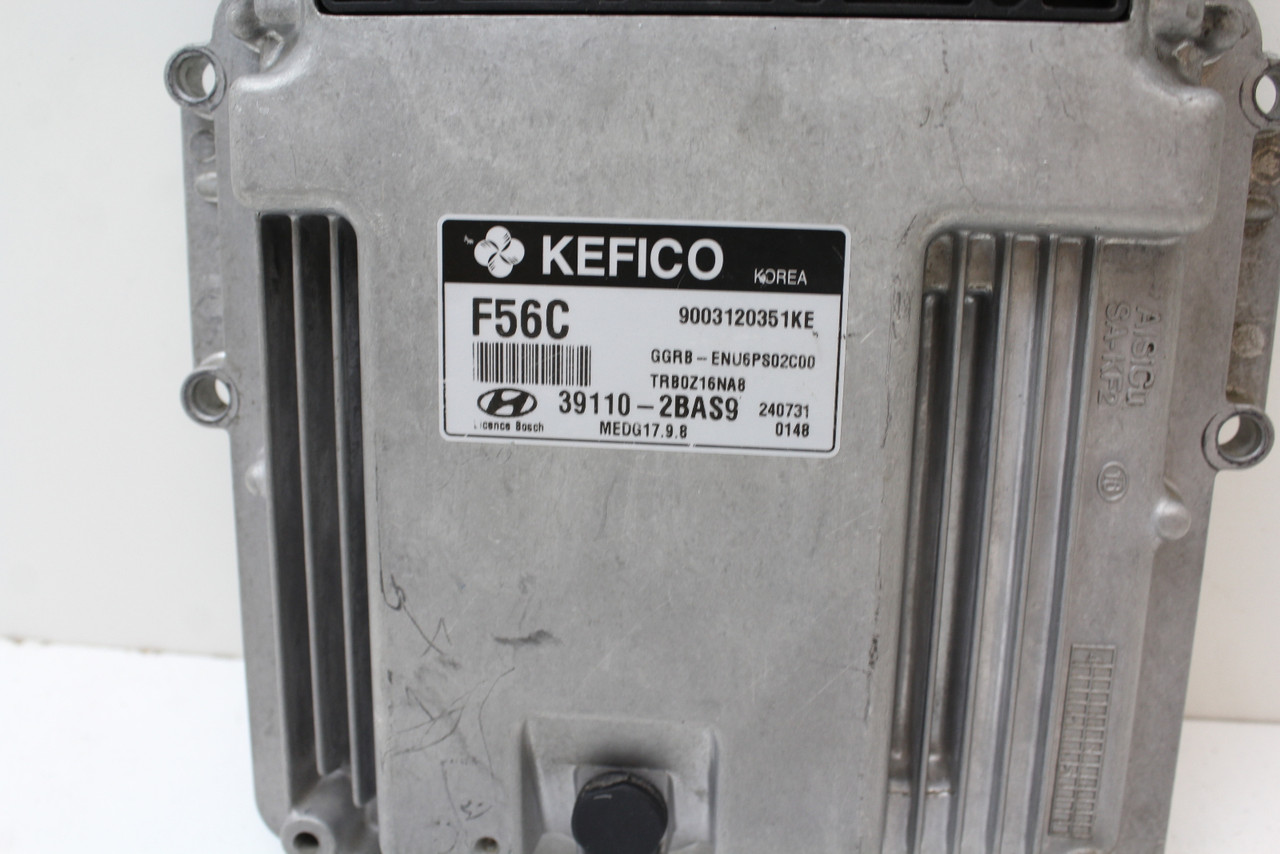 KEFICO
KOREA
F56C
9003120351KE
GGRB-ENU6PS02C00
TRB0Z16NA8
39110-2BAS9
240731
Licence Bosch
MEDG17.9.8
0148
AlSiCu
SA-KF2
18